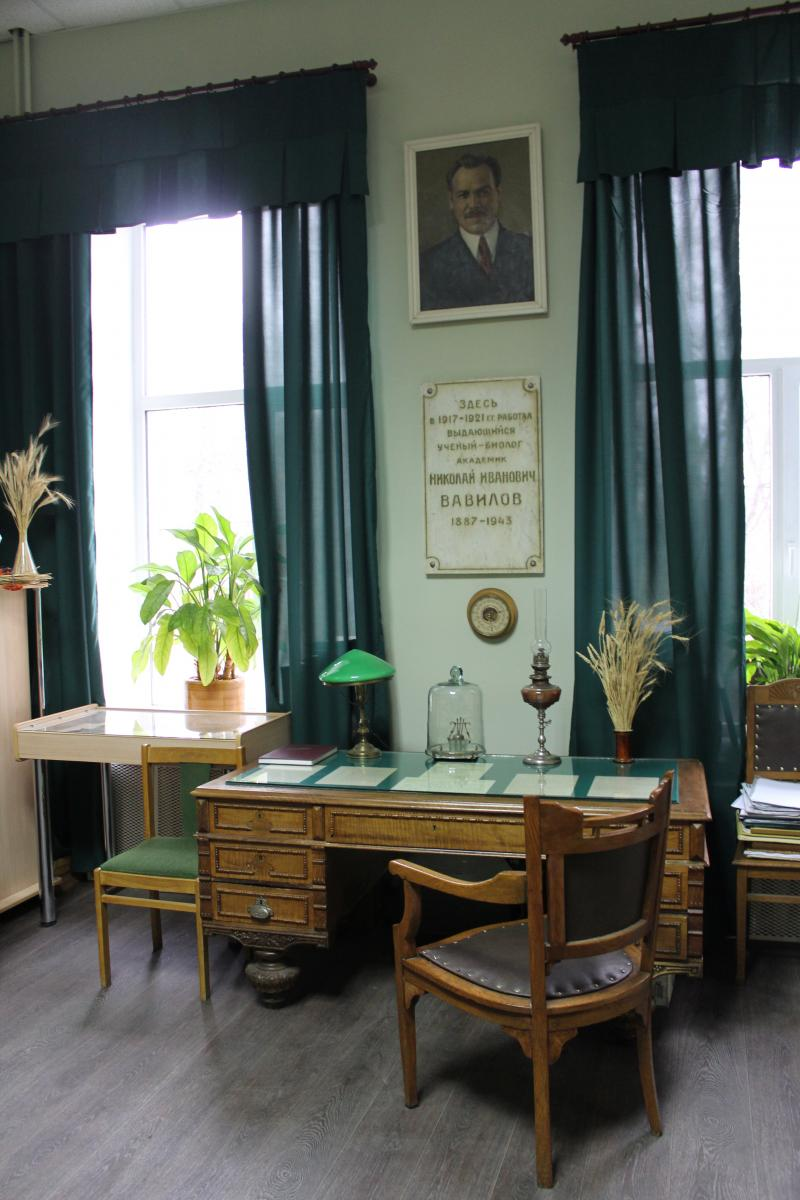 ЗДЕСЬ
в 1917-1921 гг. РАБОТАЛ
ВЫДАЮЩИЙСЯ
УЧЕНЫЙ-БИОЛОГ
АКАДЕМИК
НИКОЛАЙ ИВАНОВИЧ
ВАВИЛОВ
1887-1943